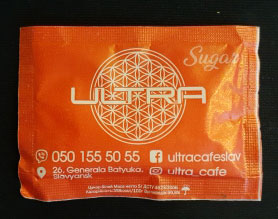 Sugar
ULTRA
050 155 50 55
ultracafeslav
26, Generala Batyuka,
Slavyansk
ultra_cafe